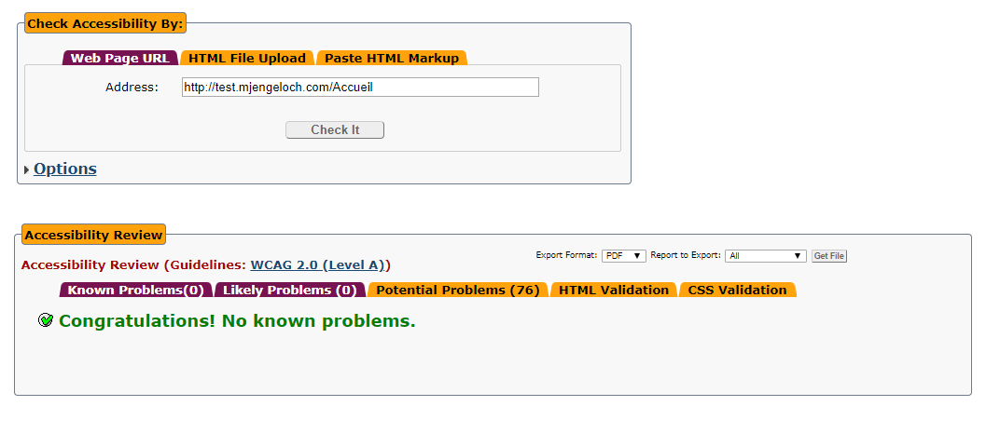 Check Accessibility By:
Web Page URL HTML File Upload Paste HTML Markup
Address: http://test.mjengeloch.com/Accueil
Check It
Options
Accessibility Review
Export Format: PDF Report to Export: All Get File
Accessibility Review (Guidelines: WCAG 2.0 (Level A))
Known Problems(0) Likely Problems (0) Potential Problems (76) HTML Validation CSS Validation
Congratulations! No known problems.